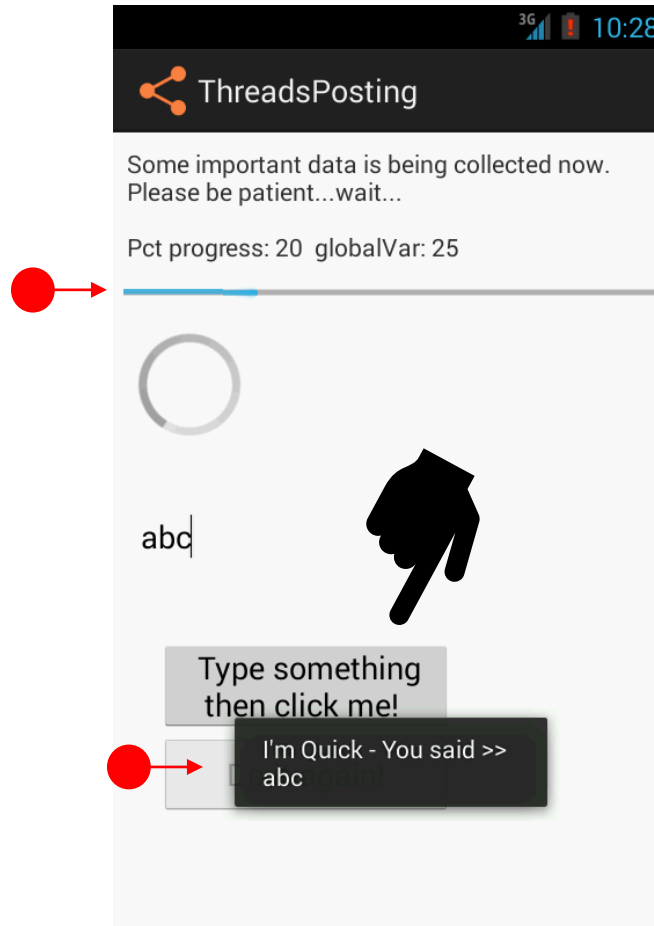 3G 10:28
ThreadsPosting
Some important data is being collected now.
Please be patient...wait...
Pct progress: 20 globalVar: 25
abc
Type something
then click me!
I'm Quick - You said >>
abc